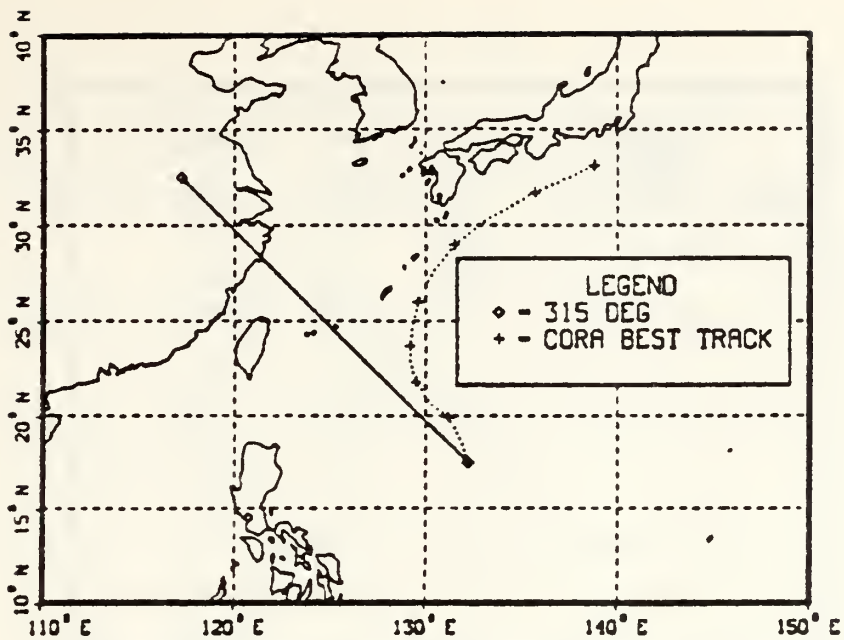 40° N
35° N
30° N
25° N
20° N
15° N
10° N
LEGEND
◇ - 315 DEG
+ - CORA BEST TRACK
110° E
120° E
130° E
140° E
150° E